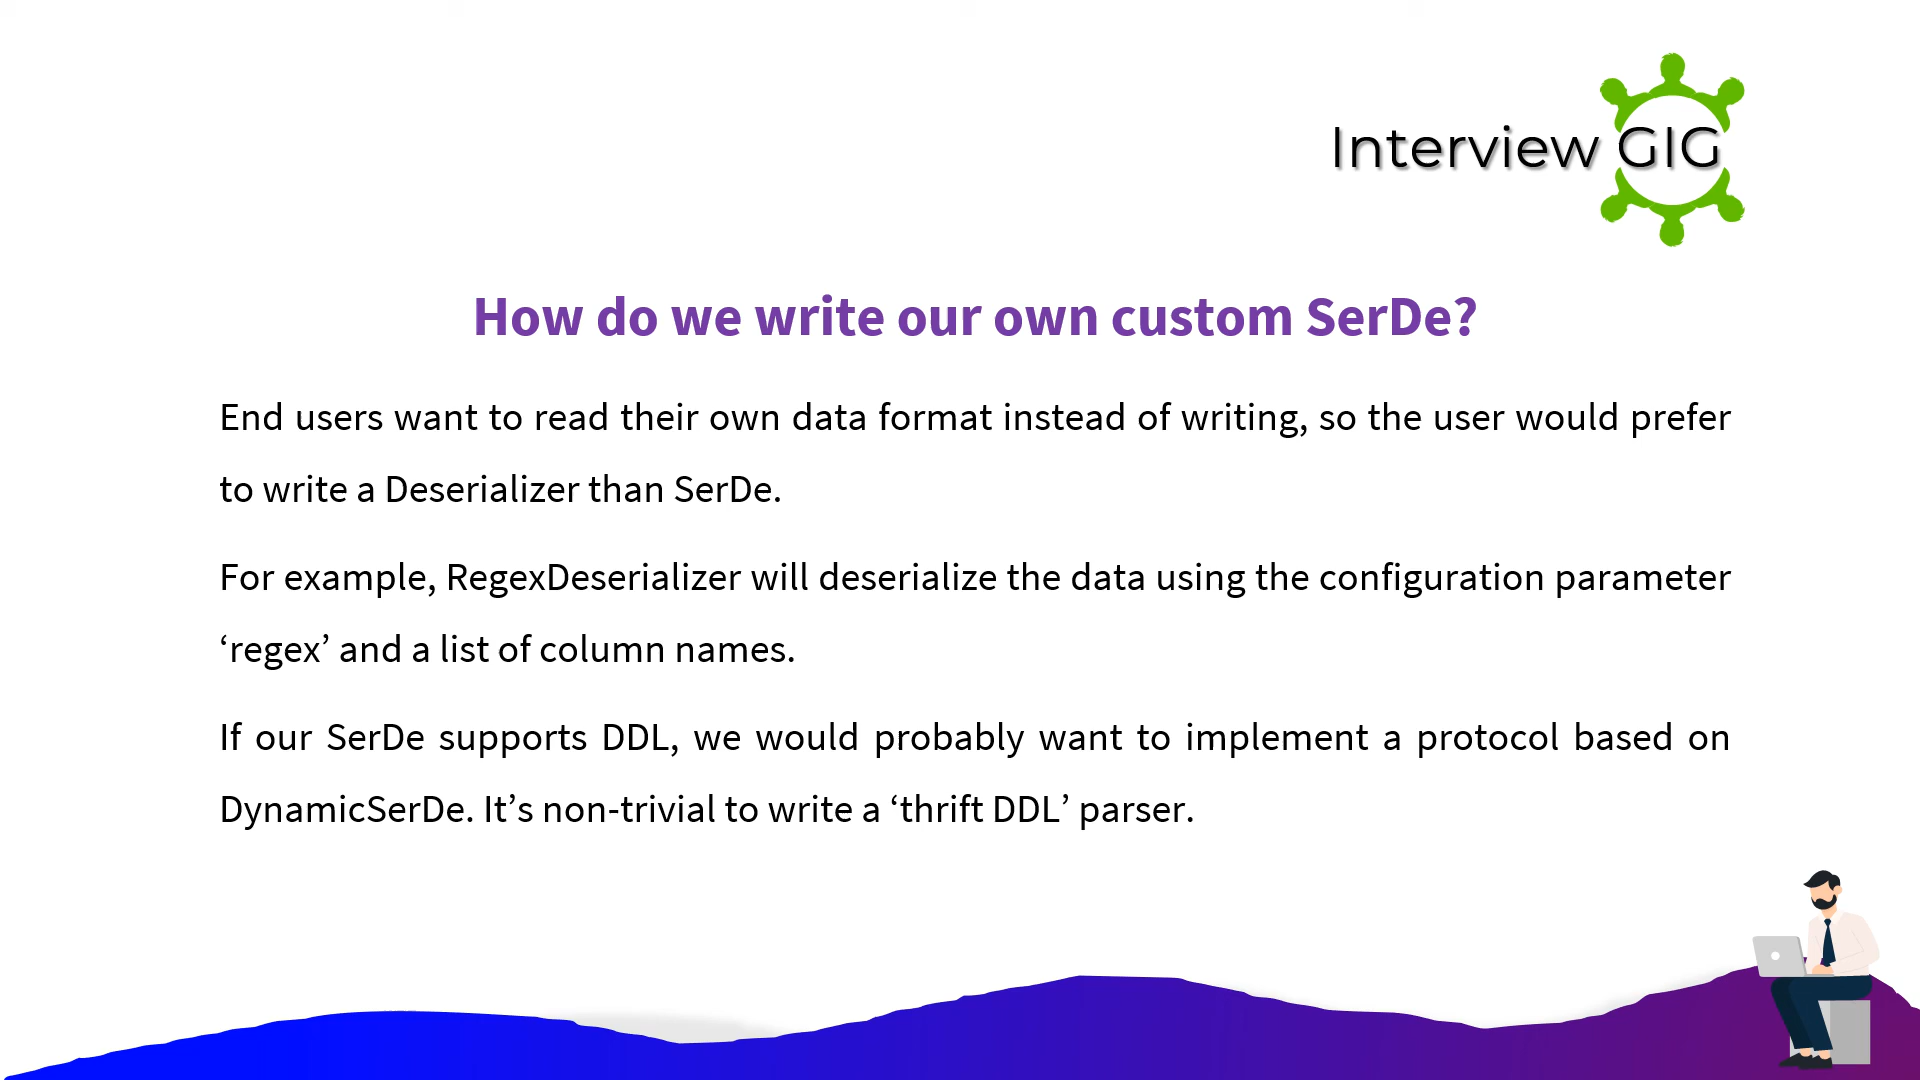 Interview GIG
How do we write our own custom SerDe?
End users want to read their own data format instead of writing, so the user would prefer
to write a Deserializer than SerDe.
For example, RegexDeserializer will deserialize the data using the configuration parameter
‘regex’ and a list of column names.
If our SerDe supports DDL, we would probably want to implement a protocol based on
DynamicSerDe. It’s non-trivial to write a ‘thrift DDL’ parser.